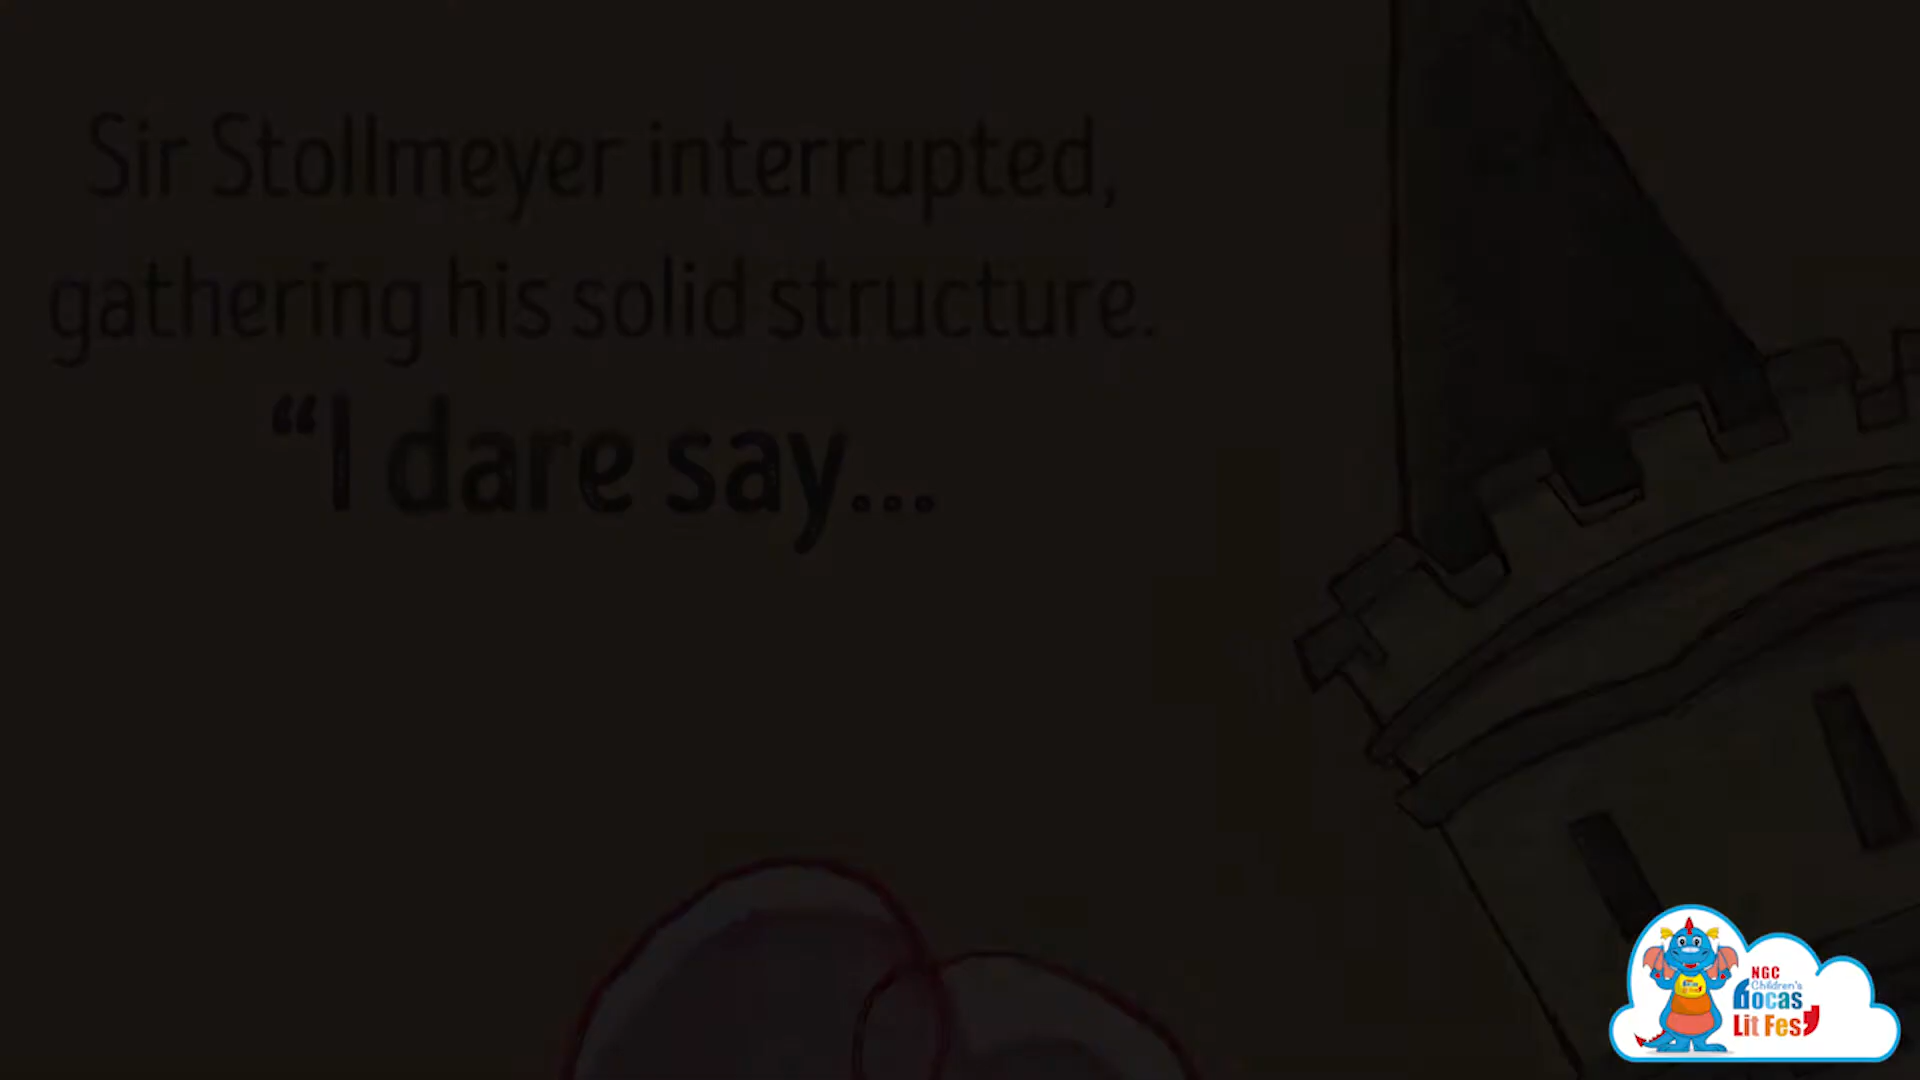 Sir Stollmeyer interrupted,
gathering his solid structure.
“I dare say...
NGC
Children's
Bocas
Lit Fest